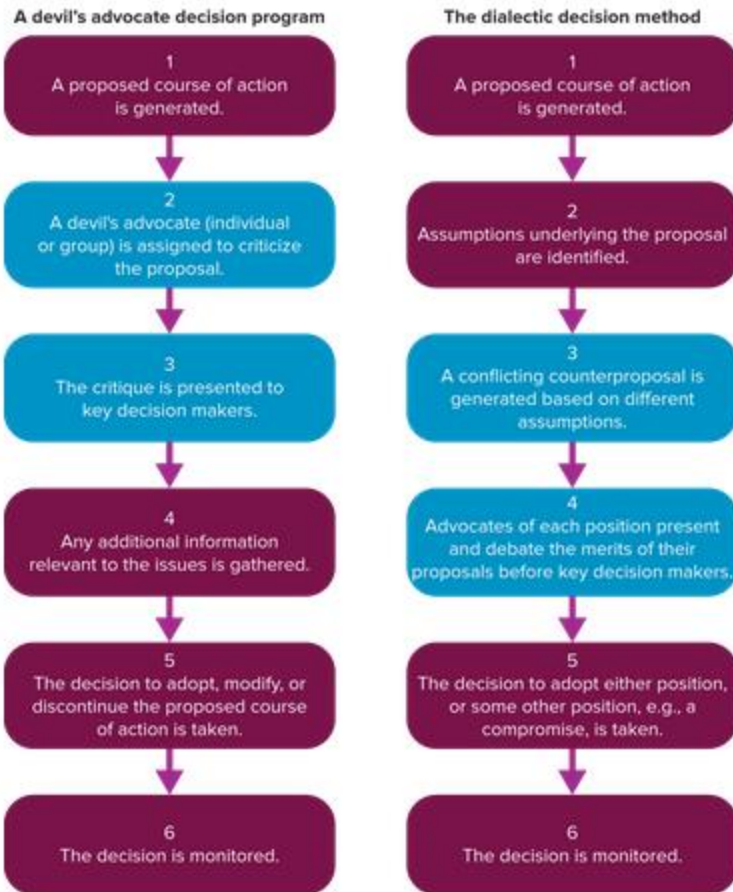 A devil's advocate decision program
1
A proposed course of action
is generated.
2
A devil's advocate (individual
or group) is assigned to criticize
the proposal.
3
The critique is presented to
key decision makers.
4
Any additional information
relevant to the issues is gathered.
5
The decision to adopt, modify, or
discontinue the proposed course
of action is taken.
6
The decision is monitored.
The dialectic decision method
1
A proposed course of action
is generated.
2
Assumptions underlying the proposal
are identified.
3
A conflicting counterproposal is
generated based on different
assumptions.
4
Advocates of each position present
and debate the merits of their
proposals before key decision makers.
5
The decision to adopt either position,
or some other position, e.g., a
compromise, is taken.
6
The decision is monitored.